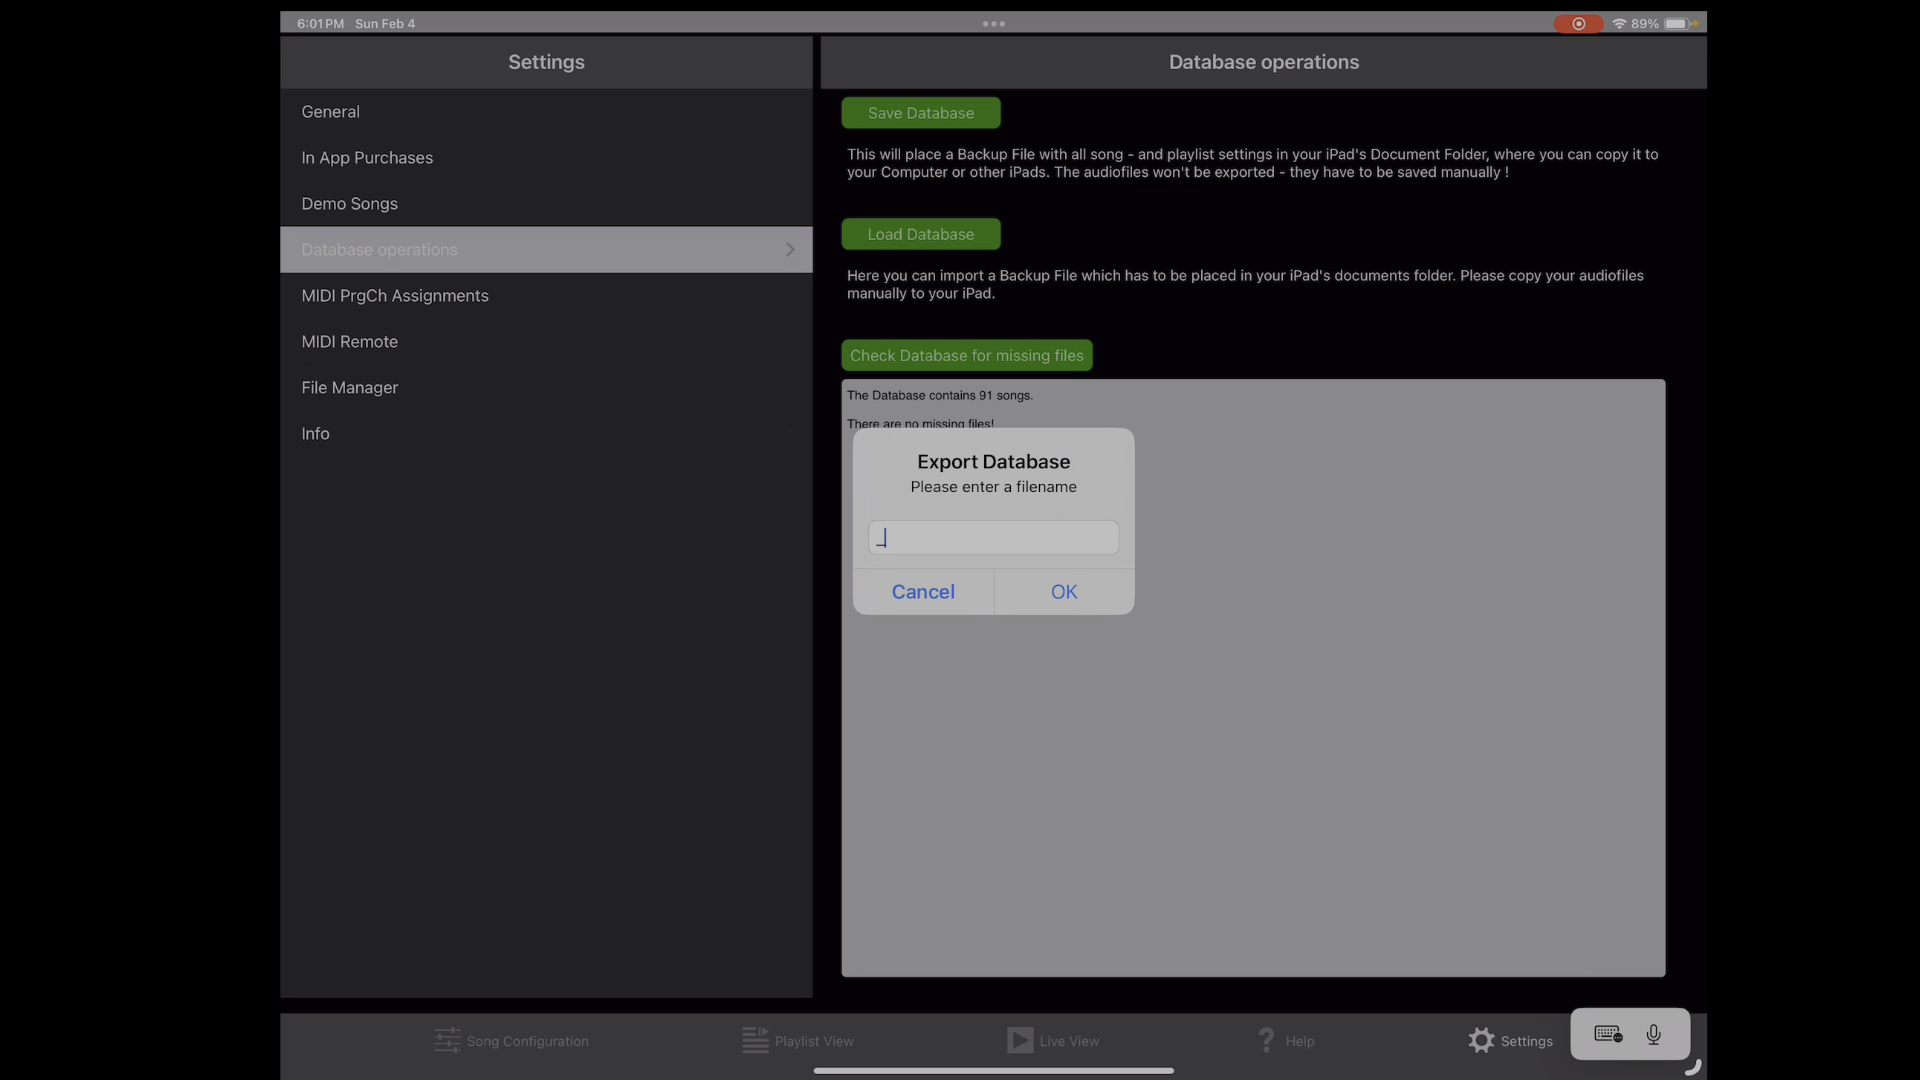 6:01 PM Sun Feb 4
89%
Settings
Database operations
General
In App Purchases
Demo Songs
Database operations
MIDI PrgCh Assignments
MIDI Remote
File Manager
Info
Save Database
This will place a Backup File with all song - and playlist settings in your iPad's Document Folder, where you can copy it to
your Computer or other iPads. The audiofiles won't be exported - they have to be saved manually !
Load Database
Here you can import a Backup File which has to be placed in your iPad's documents folder. Please copy your audiofiles
manually to your iPad.
Check Database for missing files
The Database contains 91 songs.
There are no missing files!
Export Database
Please enter a filename
_
Cancel
OK
Song Configuration
Playlist View
Live View
Help
Settings